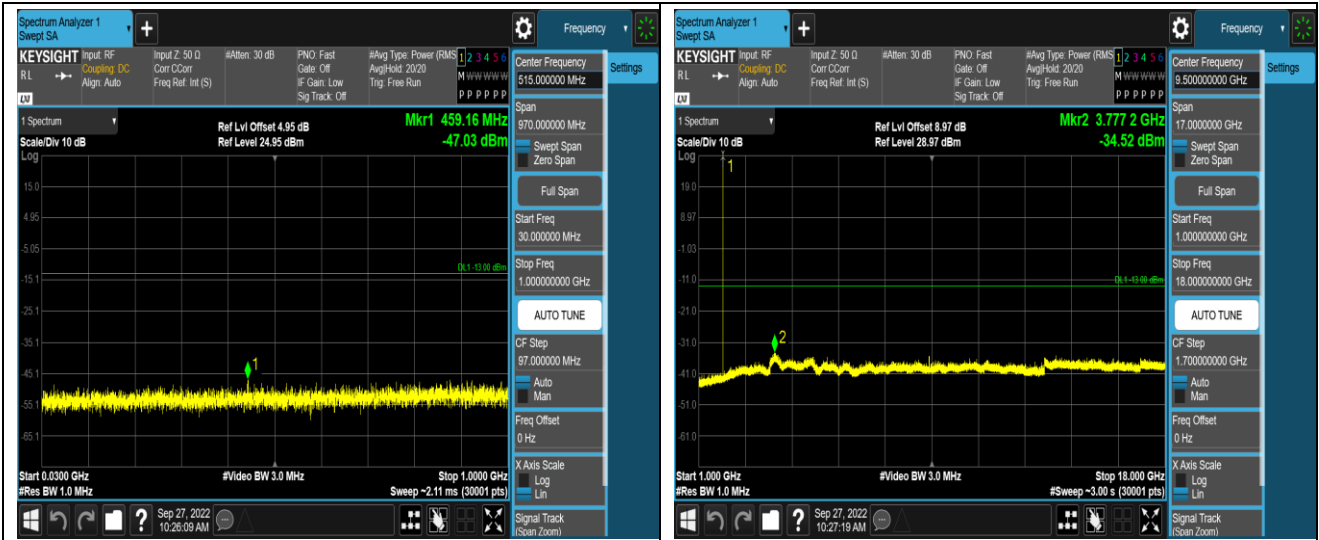 Spectrum Analyzer 1
Swept SA
Frequency
KEYSIGHT
RL
LXI
Input: RF
Coupling: DC
Align: Auto
Input Z: 50 Ω
Corr CCorr
Freq Ref: Int (S)
#Atten: 30 dB
PNO: Fast
Gate: Off
IF Gain: Low
Sig Track: Off
#Avg Type: Power (RMS
Avg|Hold: 20/20
Trig: Free Run
1 2 3 4 5 6
M W W W W W
P P P P P P
1 Spectrum
Scale/Div 10 dB
Log
Ref Lvl Offset 4.95 dB
Ref Level 24.95 dBm
Mkr1 459.16 MHz
-47.03 dBm
15.0
4.95
-5.05
DL1 -13.00 dBm
-15.1
-25.1
-35.1
1
-45.1
-55.1
-65.1
Start 0.0300 GHz
#Res BW 1.0 MHz
#Video BW 3.0 MHz
Stop 1.0000 GHz
Sweep ~2.11 ms (30001 pts)
?
Sep 27, 2022
10:26:09 AM
Center Frequency
515.000000 MHz
Settings
Span
970.000000 MHz
Swept Span
Zero Span
Full Span
Start Freq
30.000000 MHz
Stop Freq
1.000000000 GHz
AUTO TUNE
CF Step
97.000000 MHz
Auto
Man
Freq Offset
0 Hz
X Axis Scale
Log
Lin
Signal Track
(Span Zoom)
Spectrum Analyzer 1
Swept SA
Frequency
KEYSIGHT
RL
LXI
Input: RF
Coupling: DC
Align: Auto
Input Z: 50 Ω
Corr CCorr
Freq Ref: Int (S)
#Atten: 30 dB
PNO: Fast
Gate: Off
IF Gain: Low
Sig Track: Off
#Avg Type: Power (RMS
Avg|Hold: 20/20
Trig: Free Run
1 2 3 4 5 6
M W W W W W
P P P P P P
1 Spectrum
Scale/Div 10 dB
Log
Ref Lvl Offset 8.97 dB
Ref Level 28.97 dBm
Mkr2 3.777 2 GHz
-34.52 dBm
1
19.0
8.97
-1.03
-11.0
DL1 -13.00 dBm
-21.0
-31.0
2
-41.0
-51.0
-61.0
Start 1.000 GHz
#Res BW 1.0 MHz
#Video BW 3.0 MHz
Stop 18.000 GHz
#Sweep ~3.00 s (30001 pts)
?
Sep 27, 2022
10:27:19 AM
Center Frequency
9.500000000 GHz
Settings
Span
17.0000000 GHz
Swept Span
Zero Span
Full Span
Start Freq
1.000000000 GHz
Stop Freq
18.000000000 GHz
AUTO TUNE
CF Step
1.700000000 GHz
Auto
Man
Freq Offset
0 Hz
X Axis Scale
Log
Lin
Signal Track
(Span Zoom)